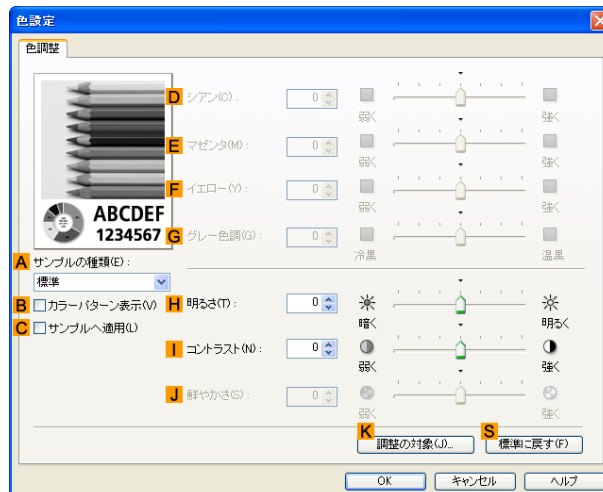 色設定
色調整
ABCDEF
1234567
A サンプルの種類(E):
標準
B カラーパターン表示(V)
C サンプルへ適用(L)
D シアン(C): 0
弱く 強く
E マゼンタ(M): 0
弱く 強く
F イエロー(Y): 0
弱く 強く
G グレー色調(G): 0
冷黒 温黒
H 明るさ(T): 0
暗く 明るく
I コントラスト(N): 0
弱く 強く
J 鮮やかさ(S): 0
弱く 強く
K 調整の対象(J)...
S 標準に戻す(F)
OK キャンセル ヘルプ